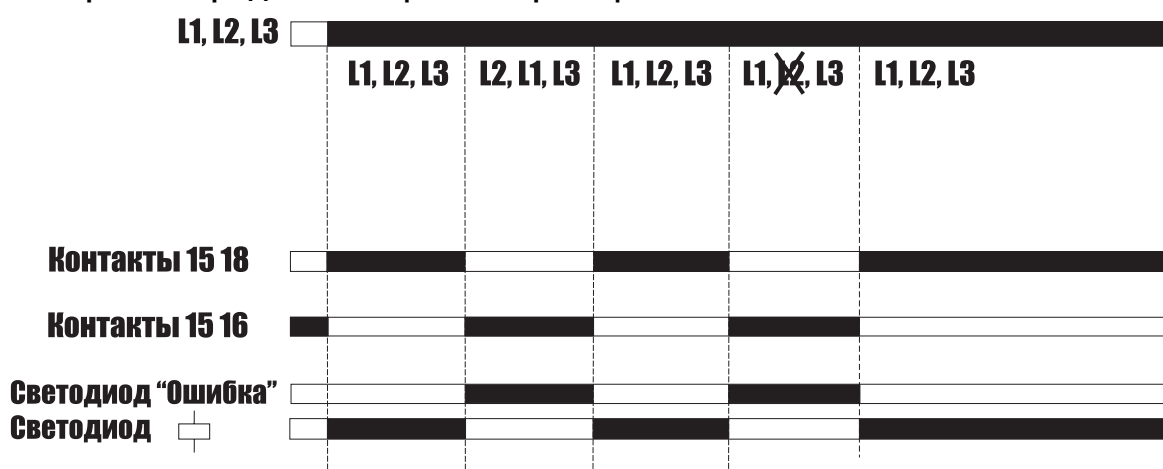 L1, L2, L3
L1, L2, L3 L2, L1, L3 L1, L2, L3 L1, L2, L3 L1, L2, L3
Контакты 15 18
Контакты 15 16
Светодиод “Ошибка”
Светодиод